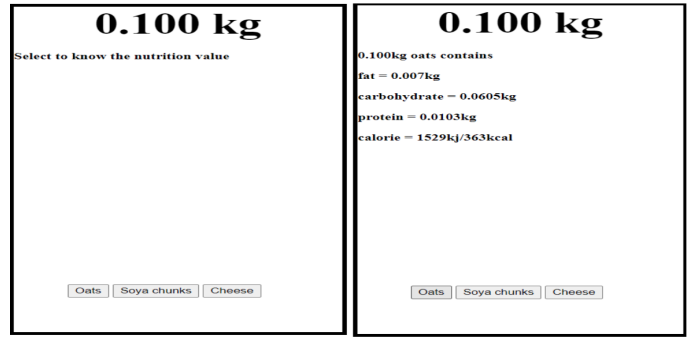 0.100 kg
Select to know the nutrition value
Oats Soya chunks Cheese
0.100 kg
0.100kg oats contains
fat = 0.007kg
carbohydrate = 0.0605kg
protein = 0.0103kg
calorie = 1529kj/363kcal
Oats Soya chunks Cheese